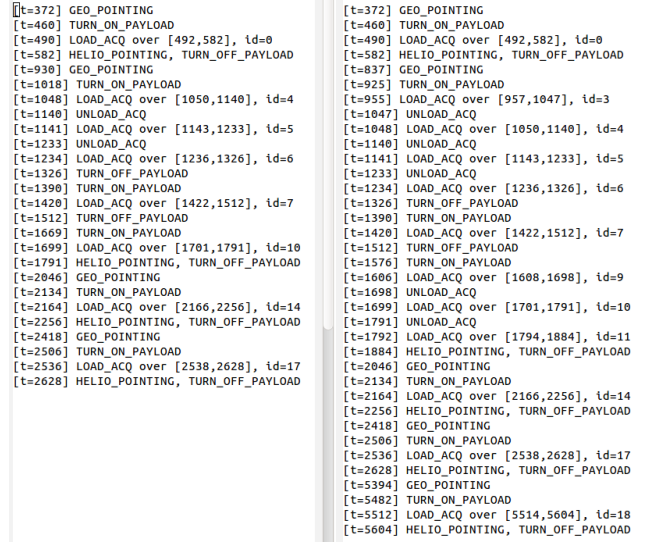 [t=372] GEO_POINTING
[t=460] TURN_ON_PAYLOAD
[t=490] LOAD_ACQ over [492,582], id=0
[t=582] HELIO_POINTING, TURN_OFF_PAYLOAD
[t=930] GEO_POINTING
[t=1018] TURN_ON_PAYLOAD
[t=1048] LOAD_ACQ over [1050,1140], id=4
[t=1140] UNLOAD_ACQ
[t=1141] LOAD_ACQ over [1143,1233], id=5
[t=1233] UNLOAD_ACQ
[t=1234] LOAD_ACQ over [1236,1326], id=6
[t=1326] TURN_OFF_PAYLOAD
[t=1390] TURN_ON_PAYLOAD
[t=1420] LOAD_ACQ over [1422,1512], id=7
[t=1512] TURN_OFF_PAYLOAD
[t=1669] TURN_ON_PAYLOAD
[t=1699] LOAD_ACQ over [1701,1791], id=10
[t=1791] HELIO_POINTING, TURN_OFF_PAYLOAD
[t=2046] GEO_POINTING
[t=2134] TURN_ON_PAYLOAD
[t=2164] LOAD_ACQ over [2166,2256], id=14
[t=2256] HELIO_POINTING, TURN_OFF_PAYLOAD
[t=2418] GEO_POINTING
[t=2506] TURN_ON_PAYLOAD
[t=2536] LOAD_ACQ over [2538,2628], id=17
[t=2628] HELIO_POINTING, TURN_OFF_PAYLOAD
[t=372] GEO_POINTING
[t=460] TURN_ON_PAYLOAD
[t=490] LOAD_ACQ over [492,582], id=0
[t=582] HELIO_POINTING, TURN_OFF_PAYLOAD
[t=837] GEO_POINTING
[t=925] TURN_ON_PAYLOAD
[t=955] LOAD_ACQ over [957,1047], id=3
[t=1047] UNLOAD_ACQ
[t=1048] LOAD_ACQ over [1050,1140], id=4
[t=1140] UNLOAD_ACQ
[t=1141] LOAD_ACQ over [1143,1233], id=5
[t=1233] UNLOAD_ACQ
[t=1234] LOAD_ACQ over [1236,1326], id=6
[t=1326] TURN_OFF_PAYLOAD
[t=1390] TURN_ON_PAYLOAD
[t=1420] LOAD_ACQ over [1422,1512], id=7
[t=1512] TURN_OFF_PAYLOAD
[t=1576] TURN_ON_PAYLOAD
[t=1606] LOAD_ACQ over [1608,1698], id=9
[t=1698] UNLOAD_ACQ
[t=1699] LOAD_ACQ over [1701,1791], id=10
[t=1791] UNLOAD_ACQ
[t=1792] LOAD_ACQ over [1794,1884], id=11
[t=1884] HELIO_POINTING, TURN_OFF_PAYLOAD
[t=2046] GEO_POINTING
[t=2134] TURN_ON_PAYLOAD
[t=2164] LOAD_ACQ over [2166,2256], id=14
[t=2256] HELIO_POINTING, TURN_OFF_PAYLOAD
[t=2418] GEO_POINTING
[t=2506] TURN_ON_PAYLOAD
[t=2536] LOAD_ACQ over [2538,2628], id=17
[t=2628] HELIO_POINTING, TURN_OFF_PAYLOAD
[t=5394] GEO_POINTING
[t=5482] TURN_ON_PAYLOAD
[t=5512] LOAD_ACQ over [5514,5604], id=18
[t=5604] HELIO_POINTING, TURN_OFF_PAYLOAD